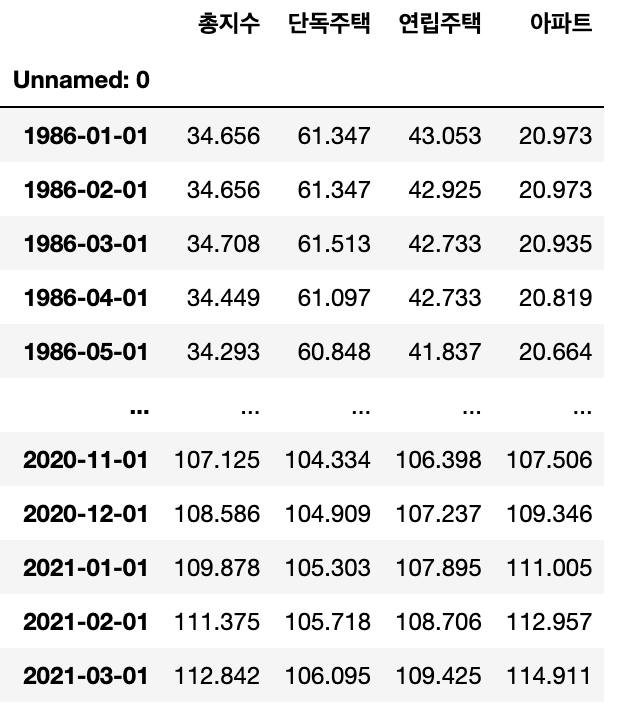 총지수 단독주택 연립주택 아파트
Unnamed: 0
1986-01-01 34.656 61.347 43.053 20.973
1986-02-01 34.656 61.347 42.925 20.973
1986-03-01 34.708 61.513 42.733 20.935
1986-04-01 34.449 61.097 42.733 20.819
1986-05-01 34.293 60.848 41.837 20.664
... ... ... ... ...
2020-11-01 107.125 104.334 106.398 107.506
2020-12-01 108.586 104.909 107.237 109.346
2021-01-01 109.878 105.303 107.895 111.005
2021-02-01 111.375 105.718 108.706 112.957
2021-03-01 112.842 106.095 109.425 114.911